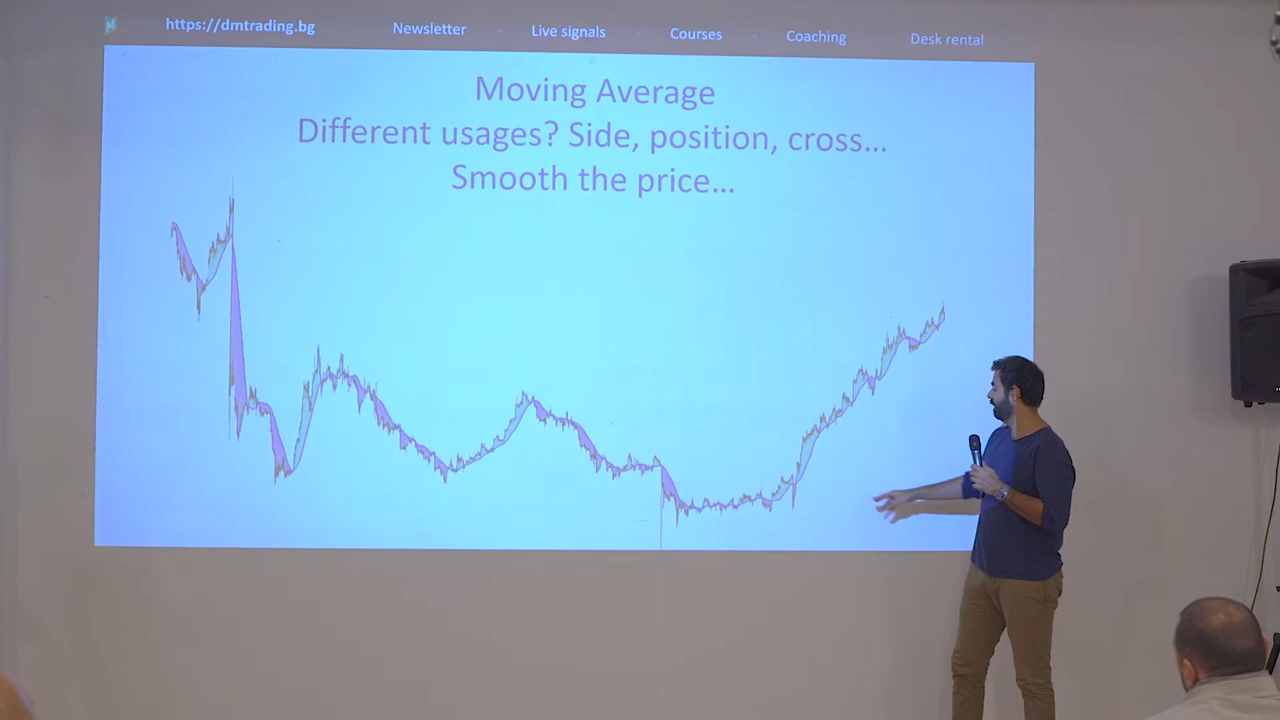 https://dmtrading.bg Newsletter - Live signals - Courses - Coaching Desk rental
Moving Average
Different usages? Side, position, cross...
Smooth the price...